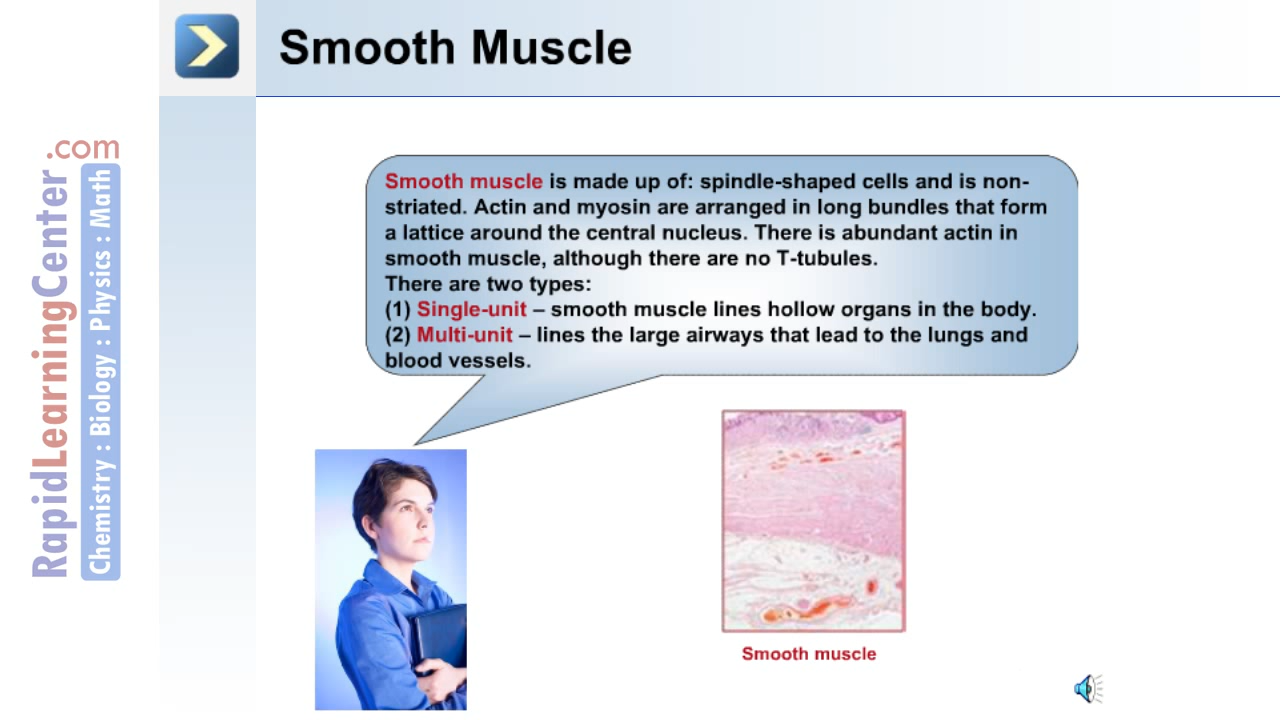 Smooth Muscle
RapidLearningCenter.com
Chemistry : Biology : Physics : Math
Smooth muscle is made up of: spindle-shaped cells and is non-
striated. Actin and myosin are arranged in long bundles that form
a lattice around the central nucleus. There is abundant actin in
smooth muscle, although there are no T-tubules.
There are two types:
(1) Single-unit – smooth muscle lines hollow organs in the body.
(2) Multi-unit – lines the large airways that lead to the lungs and
blood vessels.
Smooth muscle